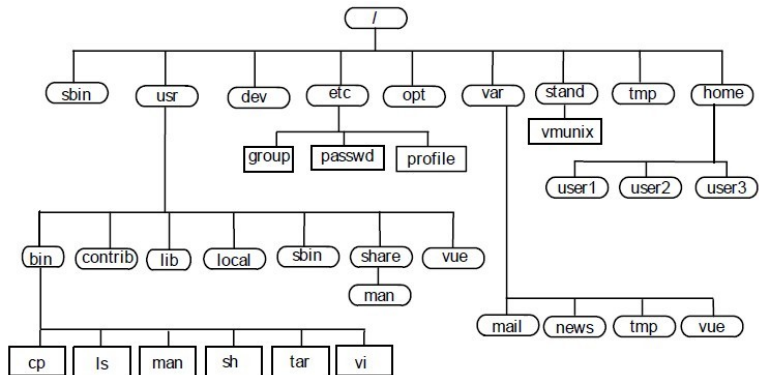 /
sbin usr dev etc opt var stand tmp home
vmunix
group passwd profile
user1 user2 user3
bin contrib lib local sbin share vue
man
mail news tmp vue
cp ls man sh tar vi